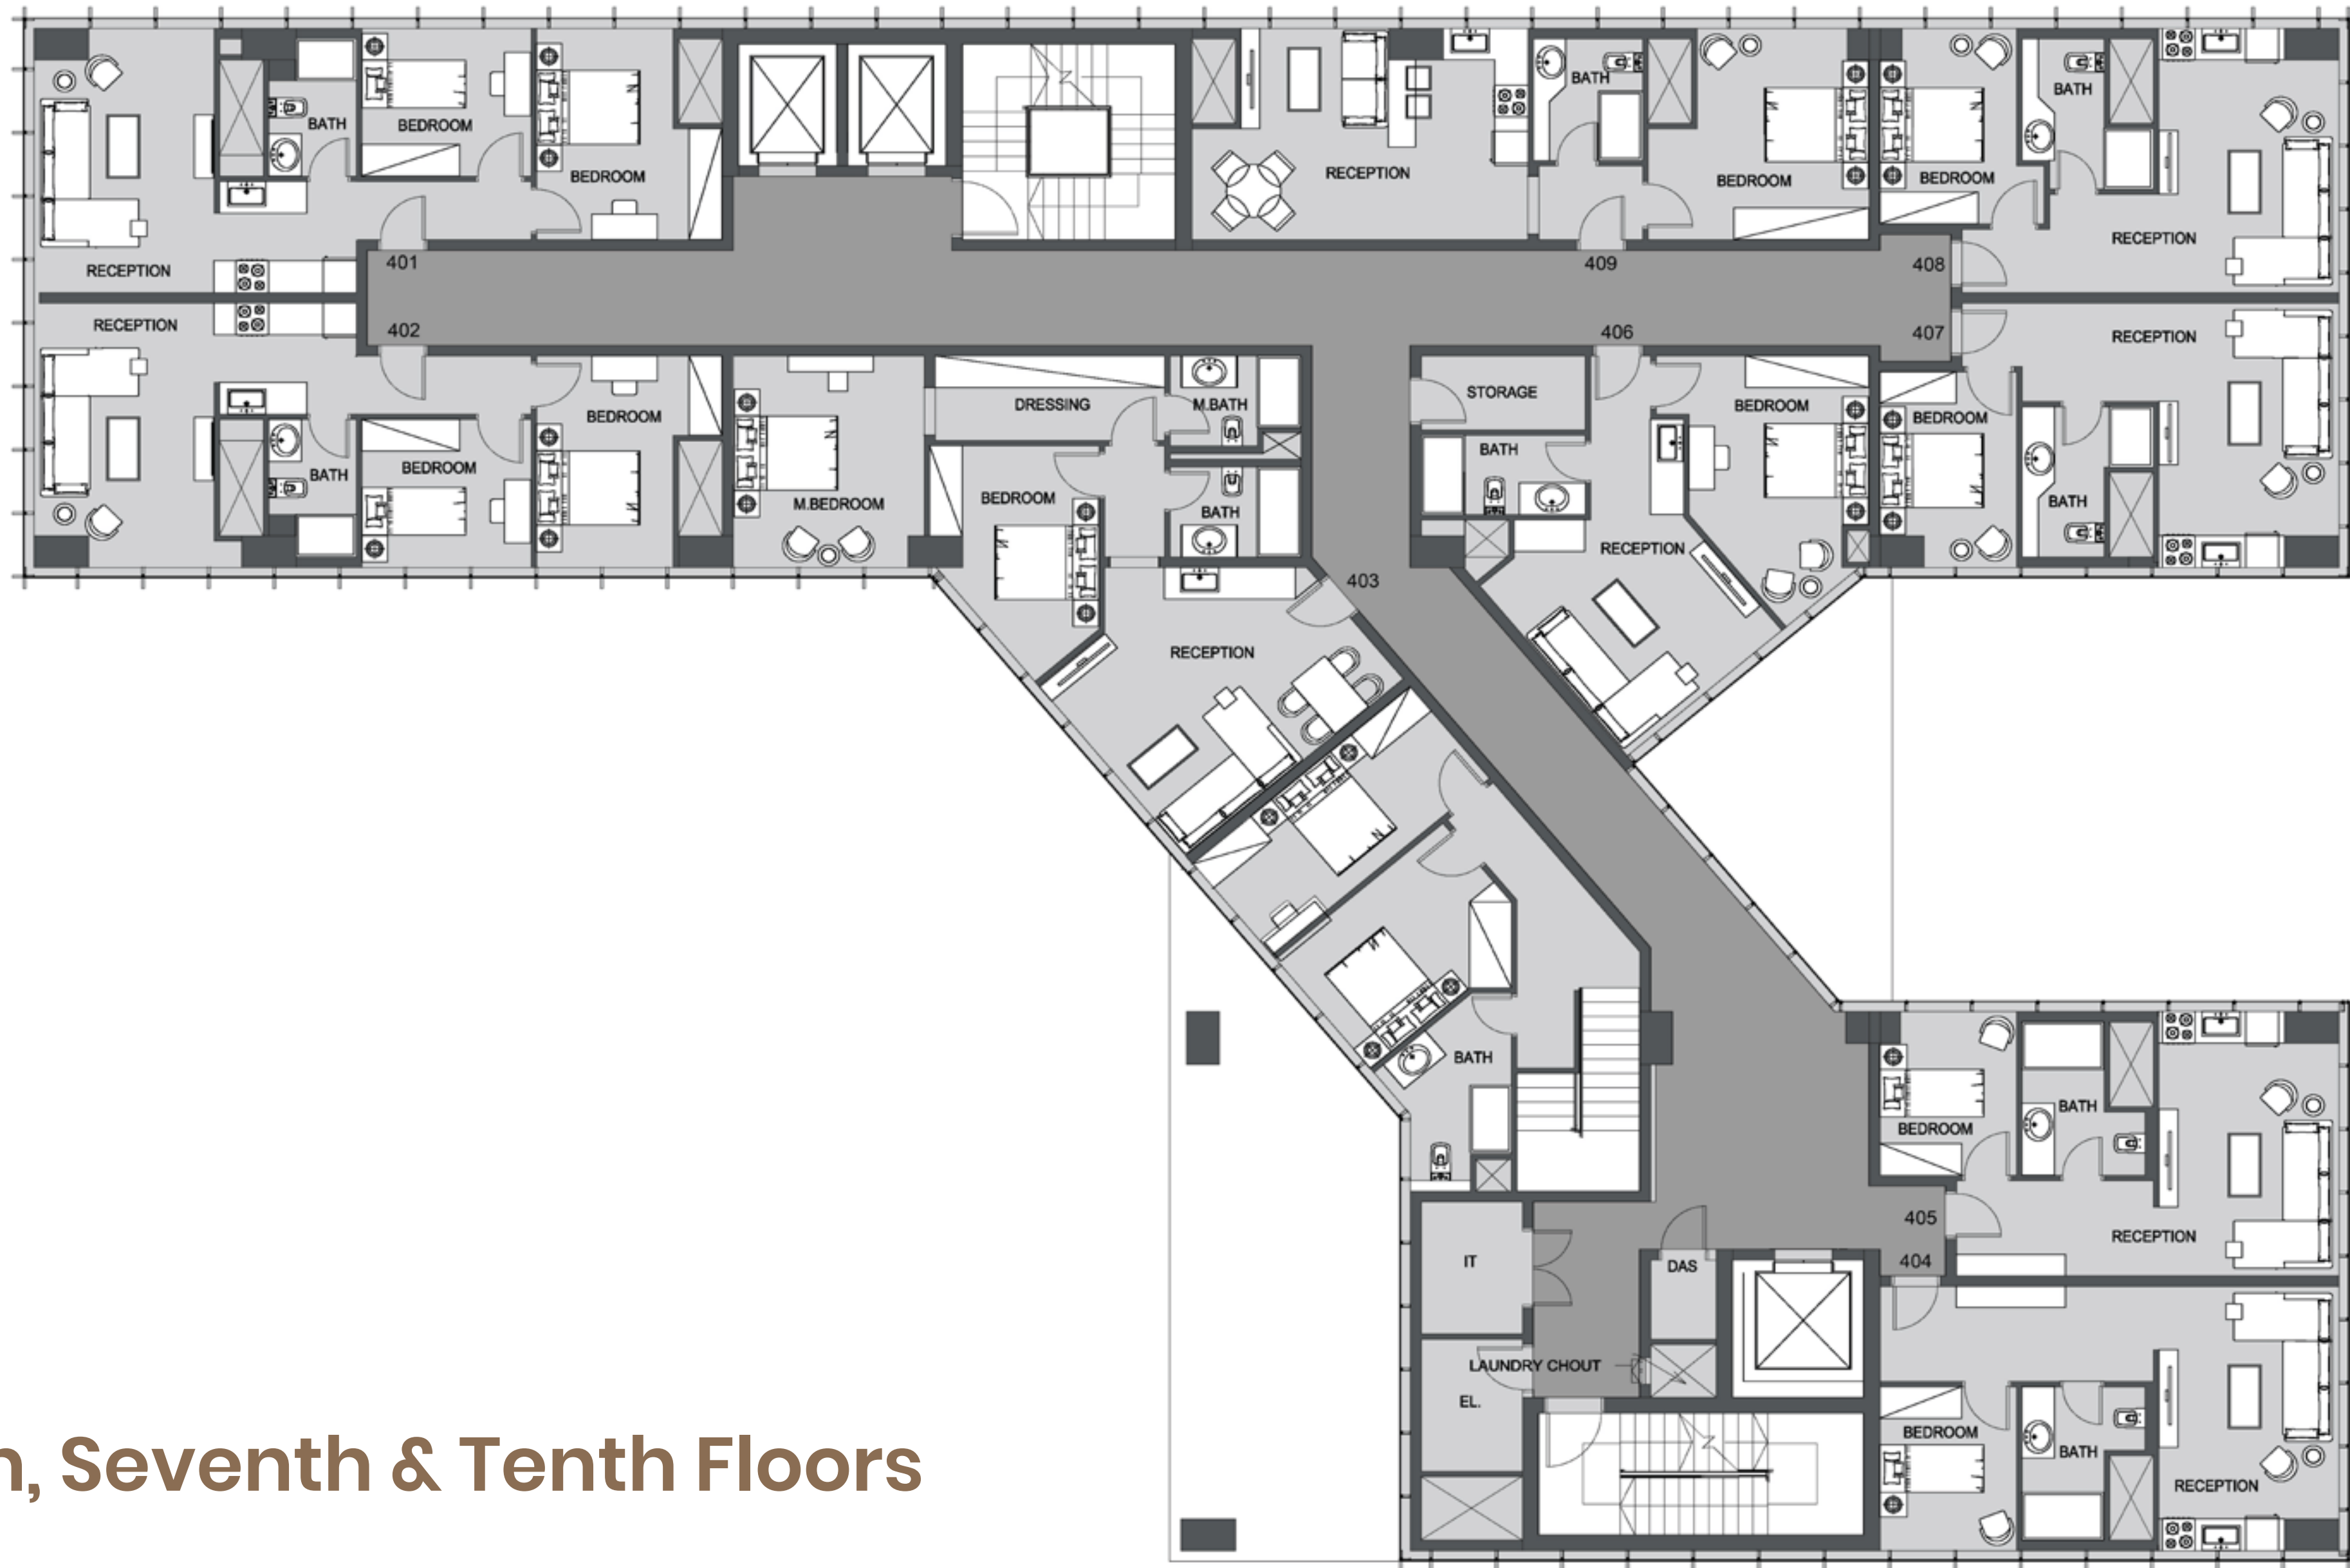 BATH
BEDROOM
BEDROOM
RECEPTION
401
RECEPTION
BATH
BEDROOM
409
RECEPTION
BATH
BEDROOM
408
RECEPTION
402
RECEPTION
BATH
BEDROOM
BEDROOM
M.BEDROOM
DRESSING
M.BATH
BEDROOM
BATH
403
RECEPTION
406
STORAGE
BATH
BEDROOM
RECEPTION
407
RECEPTION
BEDROOM
BATH
BATH
BEDROOM
BATH
405
RECEPTION
404
IT
DAS
LAUNDRY CHOUT
EL.
BEDROOM
BATH
RECEPTION
, Seventh & Tenth Floors